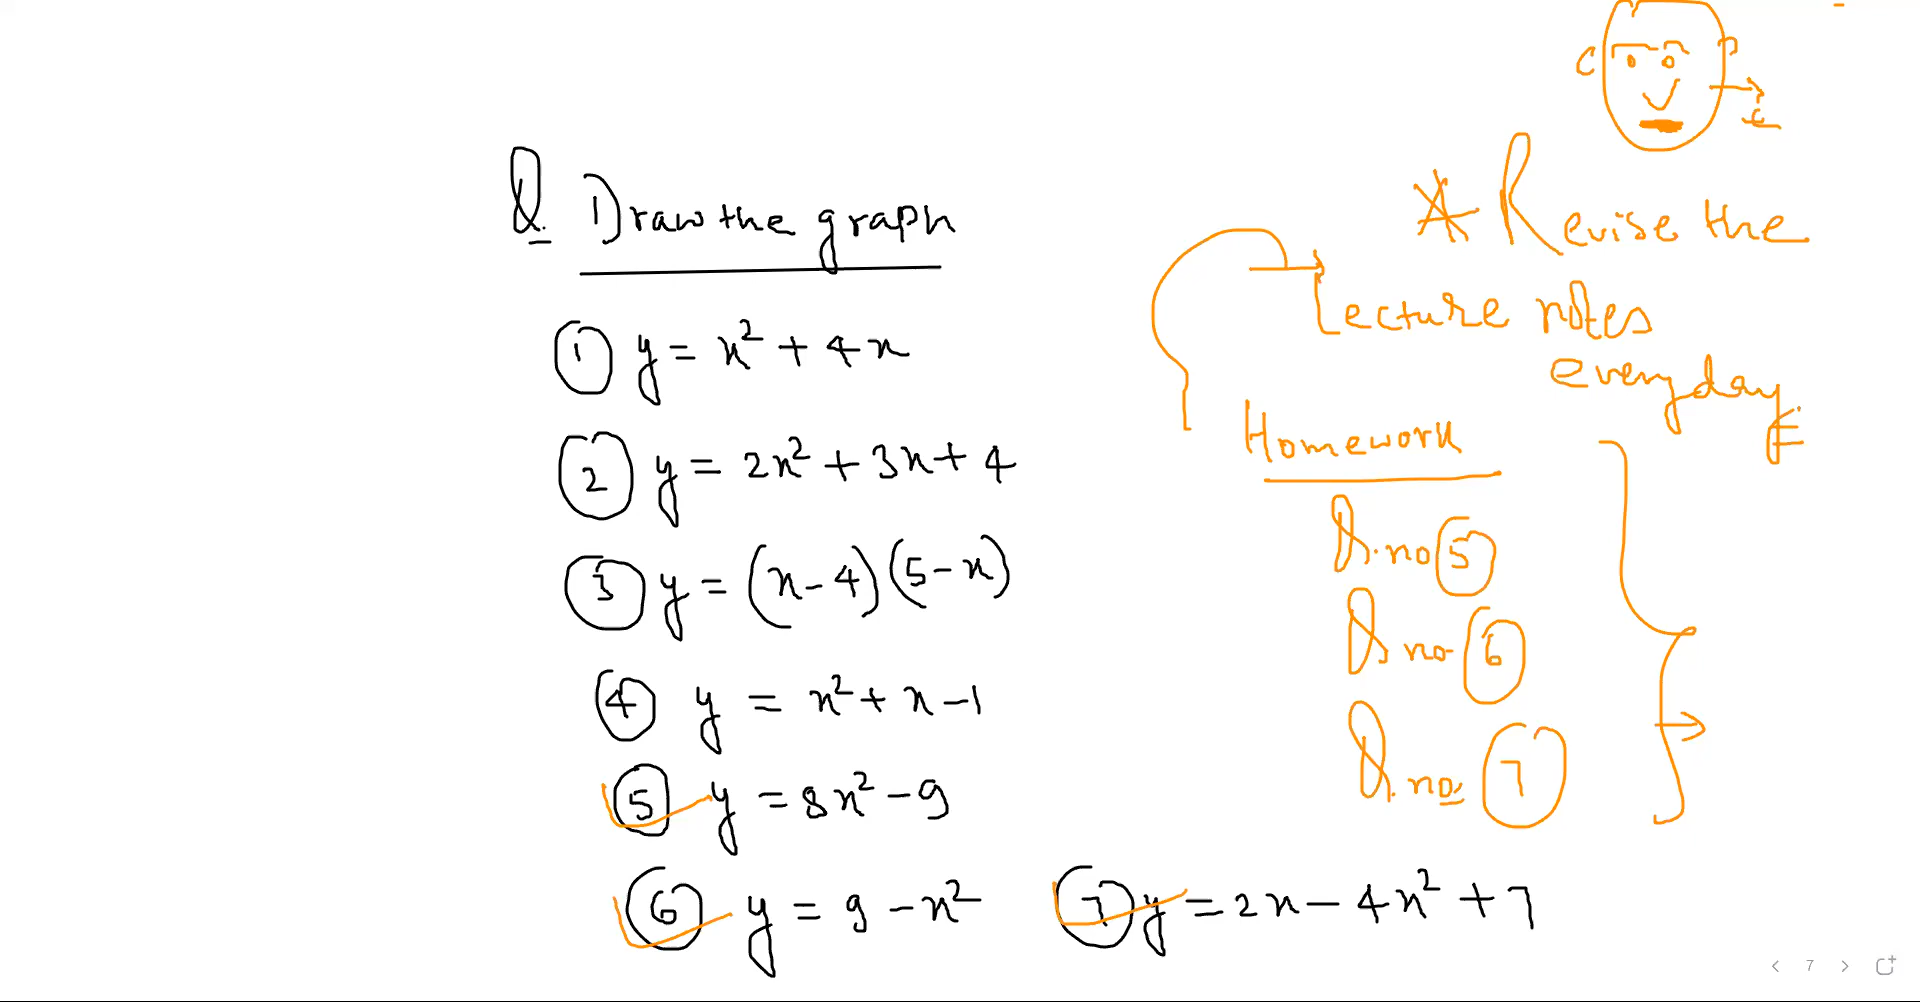 Q. Draw the graph
① y = x² + 4x
② y = 2x² + 3x + 4
③ y = (x-4)(5-x)
④ y = x² + x - 1
⑤ y = 8x² - 9
⑥ y = 9 - x²
⑦ y = 2x - 4x² + 7
* Revise the
Lecture notes
everyday
Homework
Q.no ⑤
Q no ⑥
Q.no. ⑦
7